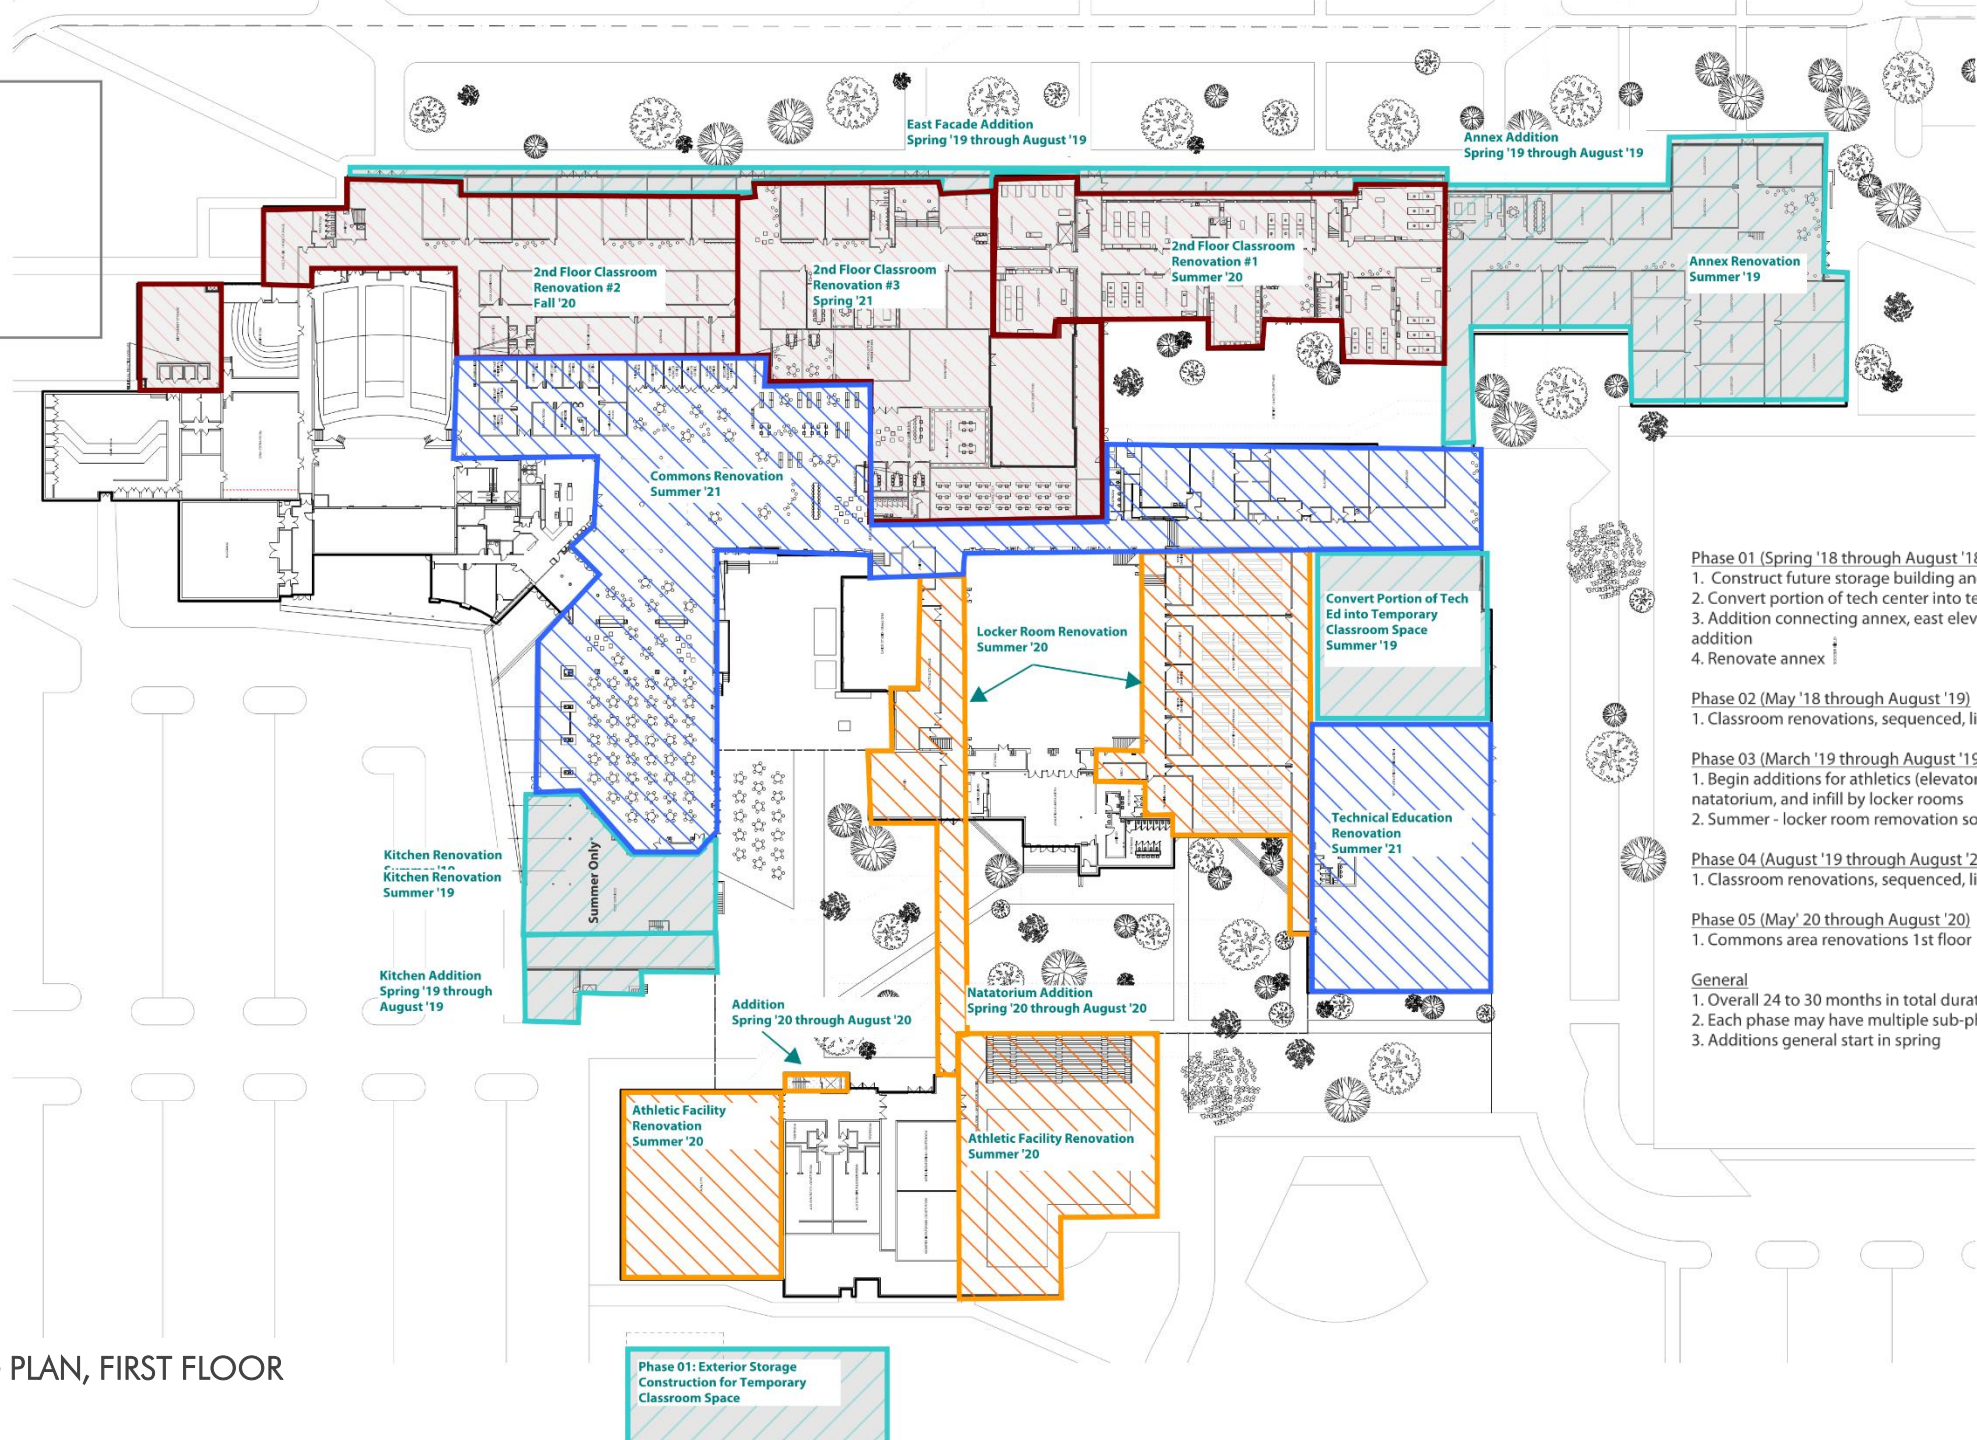 East Facade Addition
Spring '19 through August '19
Annex Addition
Spring '19 through August '19
2nd Floor Classroom
Renovation #2
Fall '20
2nd Floor Classroom
Renovation #3
Spring '21
2nd Floor Classroom
Renovation #1
Summer '20
Annex Renovation
Summer '19
Commons Renovation
Summer '21
Locker Room Renovation
Summer '20
Convert Portion of Tech
Ed into Temporary
Classroom Space
Summer '19
Technical Education
Renovation
Summer '21
Kitchen Renovation
Kitchen Renovation
Summer '19
Summer Only
Kitchen Addition
Spring '19 through
August '19
Addition
Spring '20 through August '20
Natatorium Addition
Spring '20 through August '20
Athletic Facility
Renovation
Summer '20
Athletic Facility Renovation
Summer '20
Phase 01: Exterior Storage
Construction for Temporary
Classroom Space
PLAN, FIRST FLOOR
Phase 01 (Spring '18 through August '18
1. Construct future storage building an
2. Convert portion of tech center into te
3. Addition connecting annex, east elev
addition
4. Renovate annex
Phase 02 (May '18 through August '19)
1. Classroom renovations, sequenced, li
Phase 03 (March '19 through August '19
1. Begin additions for athletics (elevator
natatorium, and infill by locker rooms
2. Summer - locker room removation sc
Phase 04 (August '19 through August '2
1. Classroom renovations, sequenced, li
Phase 05 (May' 20 through August '20)
1. Commons area renovations 1st floor
General
1. Overall 24 to 30 months in total durat
2. Each phase may have multiple sub-ph
3. Additions general start in spring